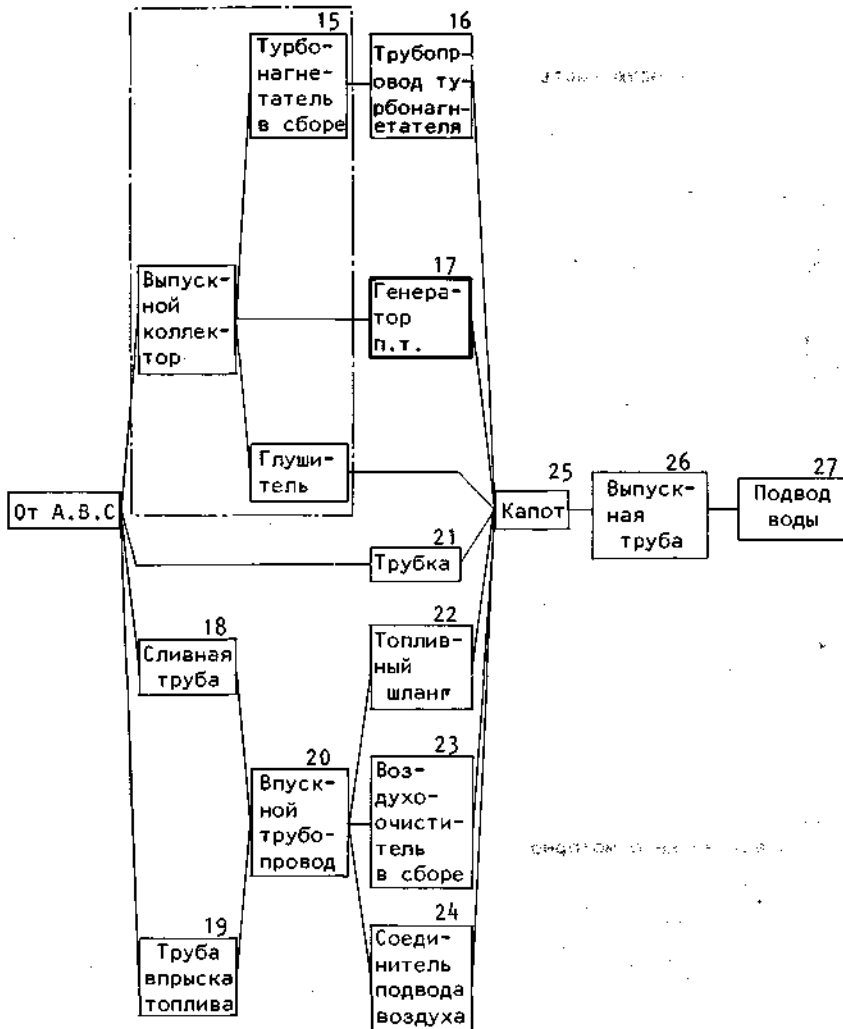 15
Турбо-
нагне-
татель
в сборе
16
Трубопр-
овод ту-
рбонагн-
етателя
Выпуск-
ной
коллек-
тор
17
Генера-
тор
п.т.
Глуши-
тель
От А.В.С
21
Трубка
25
Капот
26
Выпуск-
ная
труба
27
Подвод
воды
18
Сливная
труба
22
Топлив-
ный
шланг
20
Впуск-
ной
трубо-
провод
23
Воз-
духо-
очисти-
тель
в сборе
19
Труба
впрыска
топлива
24
Соеди-
нитель
подвода
воздуха